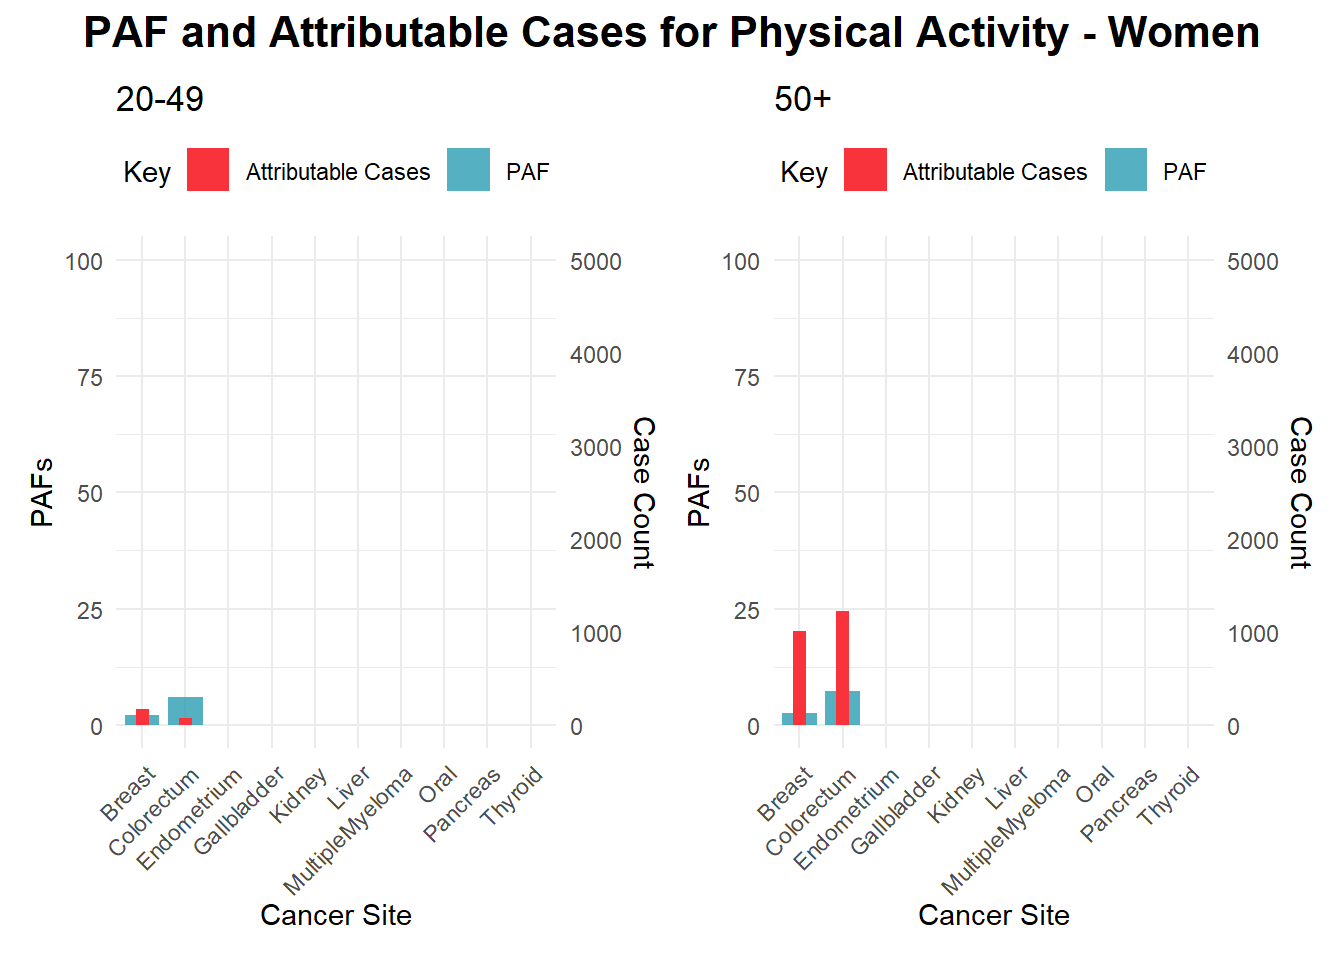 PAF and Attributable Cases for Physical Activity - Women
20-49
Key Attributable Cases PAF
100
75
50
25
0
PAFs
5000
4000
3000
2000
1000
0
Case Count
Breast
Colorectum
Endometrium
Gallbladder
Kidney
Liver
MultipleMyeloma
Oral
Pancreas
Thyroid
Cancer Site
50+
Key Attributable Cases PAF
100
75
50
25
0
PAFs
5000
4000
3000
2000
1000
0
Case Count
Breast
Colorectum
Endometrium
Gallbladder
Kidney
Liver
MultipleMyeloma
Oral
Pancreas
Thyroid
Cancer Site